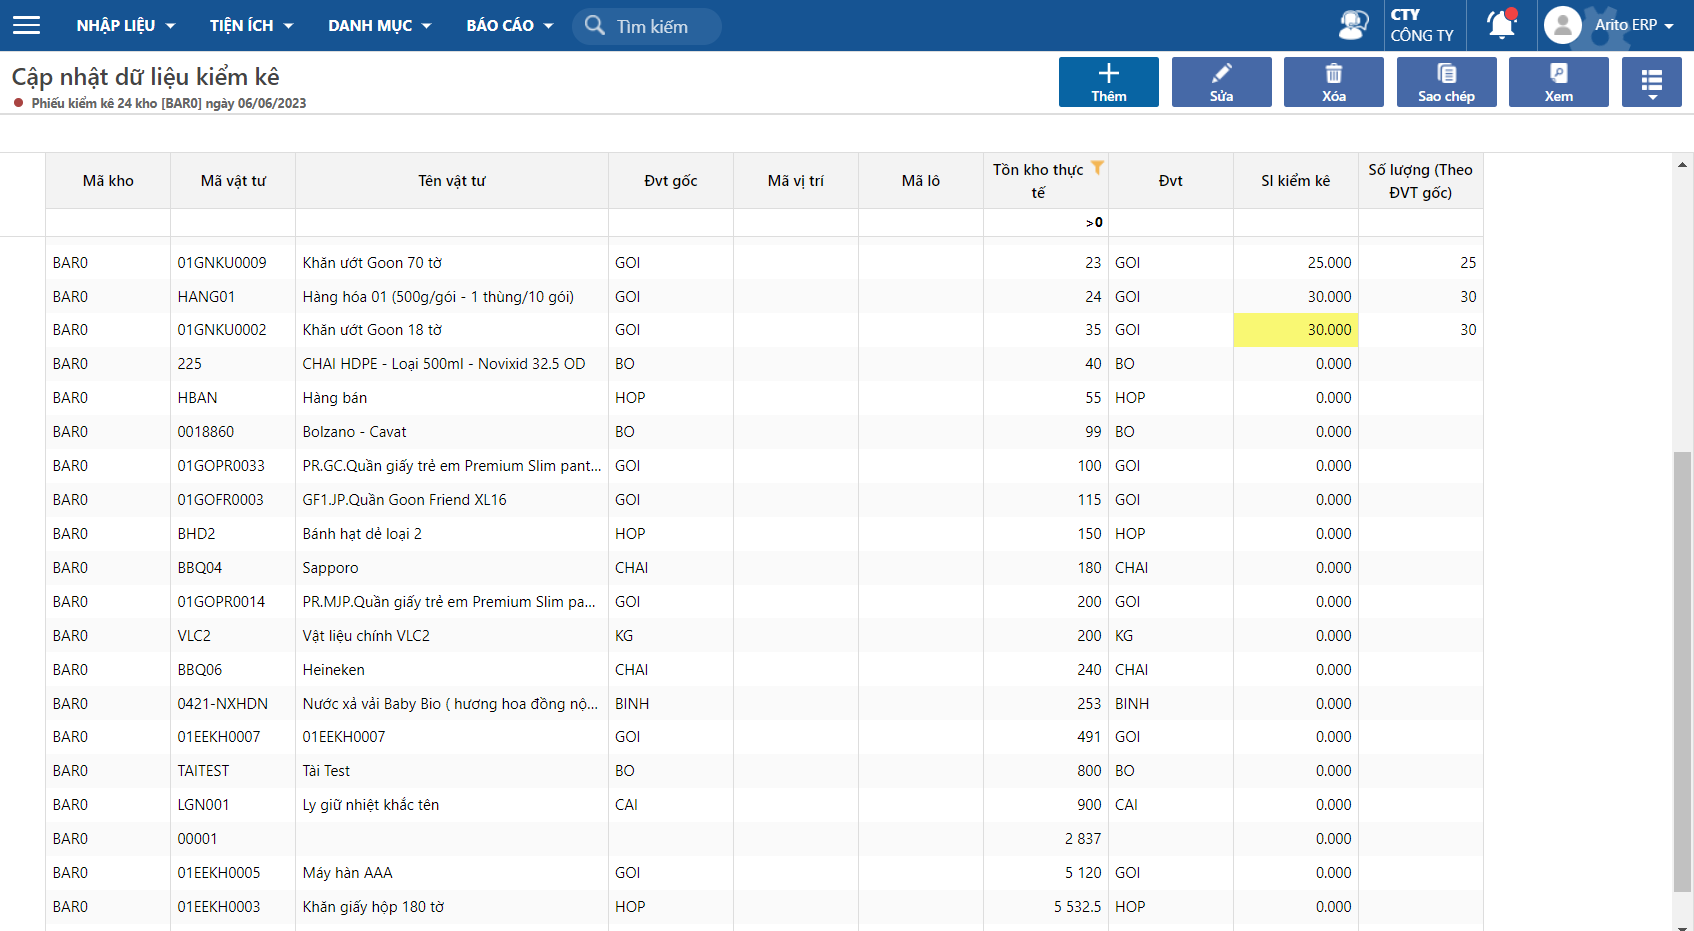 NHẬP LIỆU TIỆN ÍCH DANH MỤC BÁO CÁO Tìm kiếm CTY CÔNG TY Arito ERP
Cập nhật dữ liệu kiểm kê
Phiếu kiểm kê 24 kho [BAR0] ngày 06/06/2023
Thêm Sửa Xóa Sao chép Xem
Mã kho Mã vật tư Tên vật tư Đvt gốc Mã vị trí Mã lô Tồn kho thực tế Đvt Sl kiểm kê Số lượng (Theo ĐVT gốc)
>0
BAR0 01GNKU0009 Khăn ướt Goon 70 tờ GOI 23 GOI 25.000 25
BAR0 HANG01 Hàng hóa 01 (500g/gói - 1 thùng/10 gói) GOI 24 GOI 30.000 30
BAR0 01GNKU0002 Khăn ướt Goon 18 tờ GOI 35 GOI 30.000 30
BAR0 225 CHAI HDPE - Loại 500ml - Novixid 32.5 OD BO 40 BO 0.000
BAR0 HBAN Hàng bán HOP 55 HOP 0.000
BAR0 0018860 Bolzano - Cavat BO 99 BO 0.000
BAR0 01GOPR0033 PR.GC.Quần giấy trẻ em Premium Slim pant... GOI 100 GOI 0.000
BAR0 01GOFR0003 GF1.JP.Quần Goon Friend XL16 GOI 115 GOI 0.000
BAR0 BHD2 Bánh hạt dẻ loại 2 HOP 150 HOP 0.000
BAR0 BBQ04 Sapporo CHAI 180 CHAI 0.000
BAR0 01GOPR0014 PR.MJP.Quần giấy trẻ em Premium Slim pa... GOI 200 GOI 0.000
BAR0 VLC2 Vật liệu chính VLC2 KG 200 KG 0.000
BAR0 BBQ06 Heineken CHAI 240 CHAI 0.000
BAR0 0421-NXHDN Nước xả vải Baby Bio ( hương hoa đồng nộ... BINH 253 BINH 0.000
BAR0 01EEKH0007 01EEKH0007 GOI 491 GOI 0.000
BAR0 TAITEST Tài Test BO 800 BO 0.000
BAR0 LGN001 Ly giữ nhiệt khắc tên CAI 900 CAI 0.000
BAR0 00001 2 837 0.000
BAR0 01EEKH0005 Máy hàn AAA GOI 5 120 GOI 0.000
BAR0 01EEKH0003 Khăn giấy hộp 180 tờ HOP 5 532.5 HOP 0.000